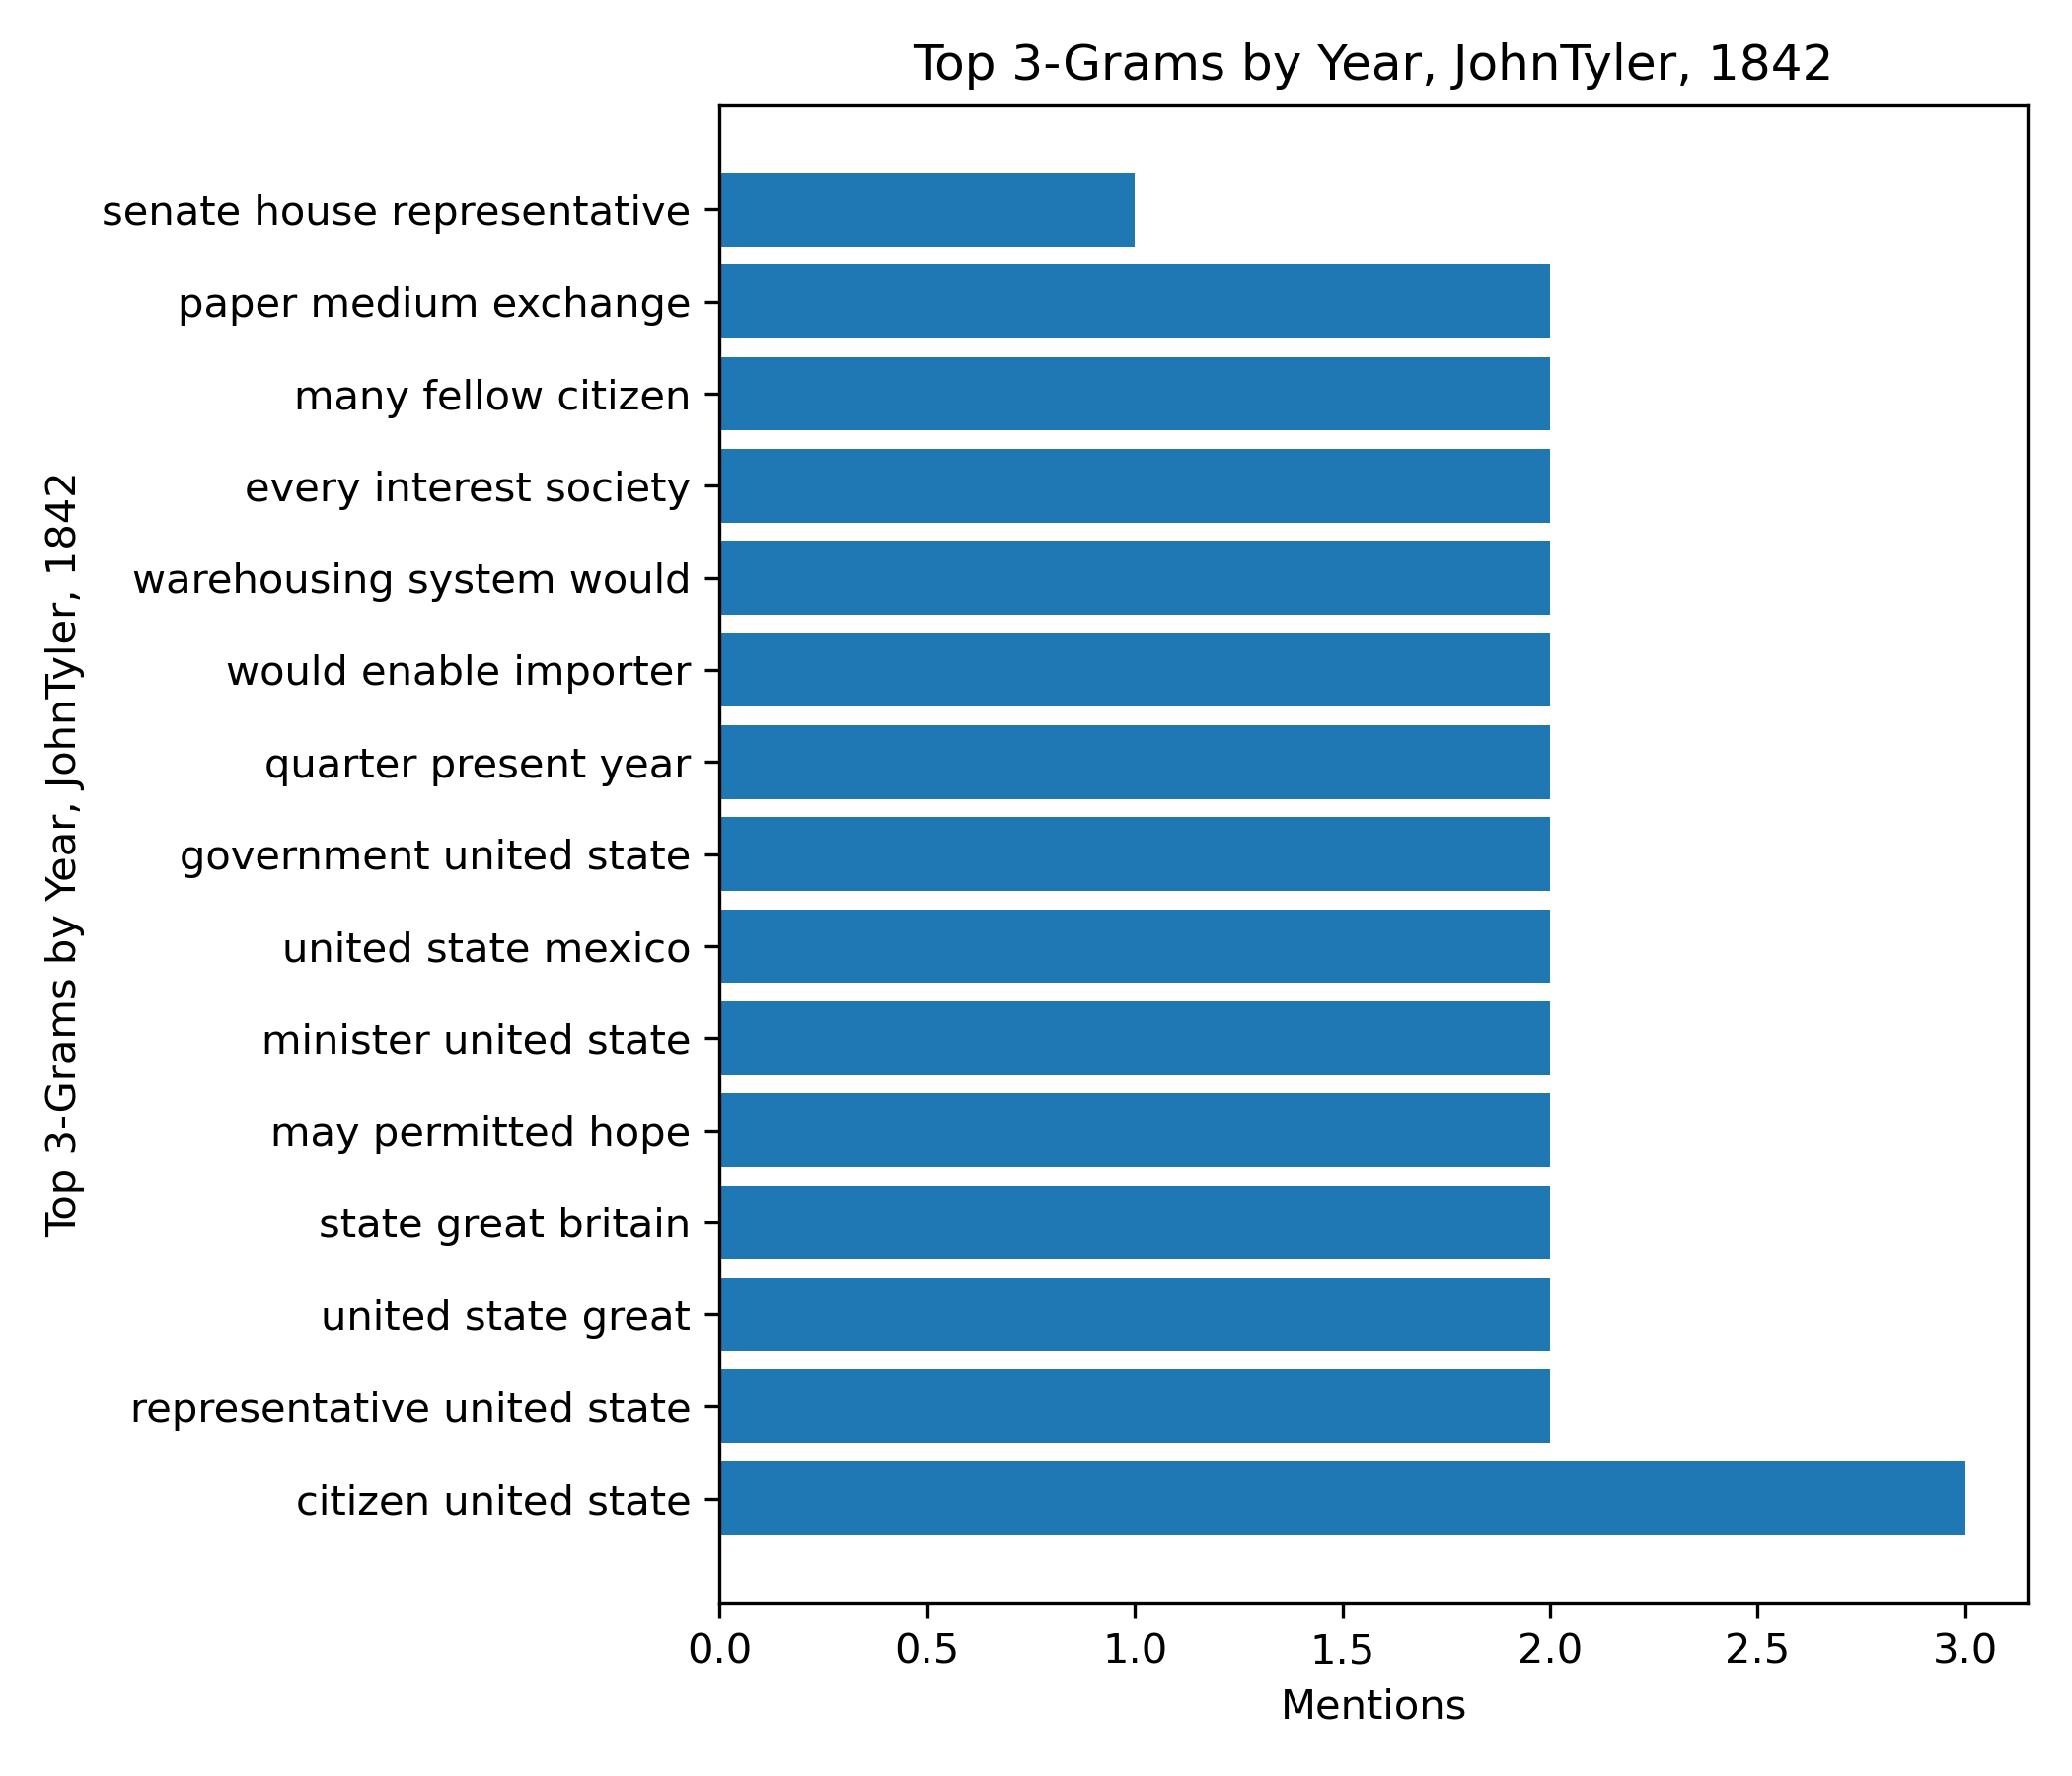 Top 3-Grams by Year, JohnTyler, 1842
Top 3-Grams by Year, JohnTyler, 1842
senate house representative
paper medium exchange
many fellow citizen
every interest society
warehousing system would
would enable importer
quarter present year
government united state
united state mexico
minister united state
may permitted hope
state great britain
united state great
representative united state
citizen united state
0.0 0.5 1.0 1.5 2.0 2.5 3.0
Mentions